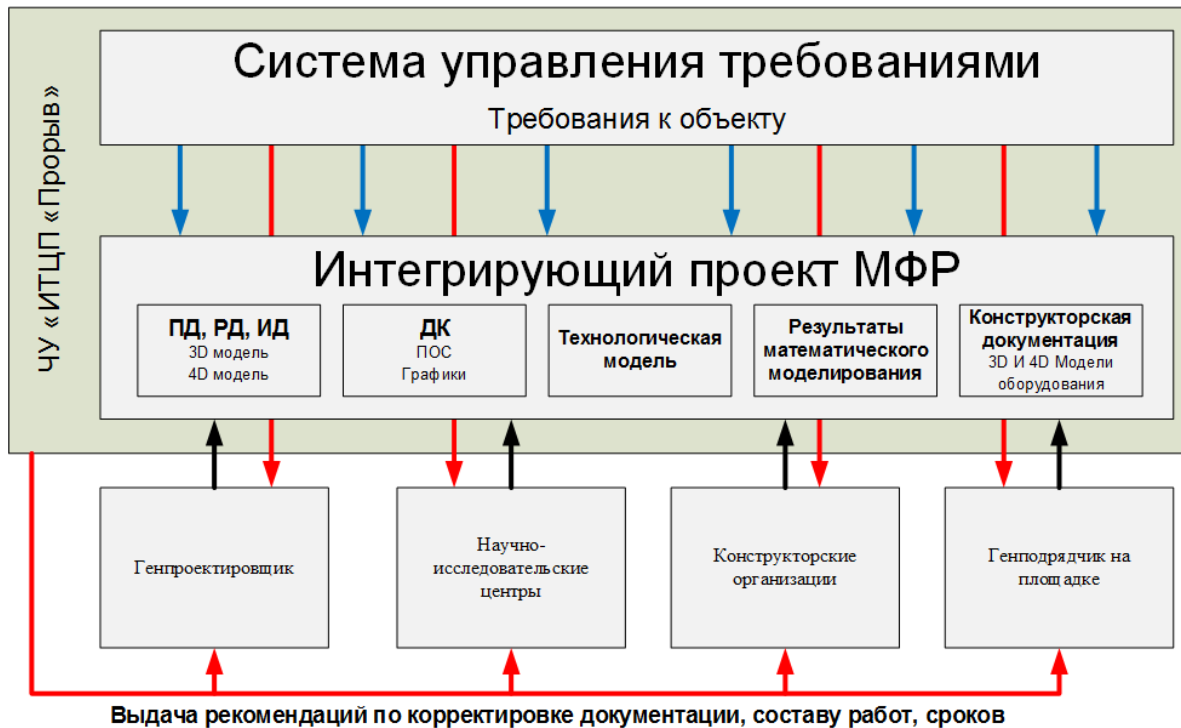 ЧУ «ИТЦП «Прорыв»
Система управления требованиями
Требования к объекту
Интегрирующий проект МФР
ПД, РД, ИД
3D модель
4D модель
ДК
ПОС
Графики
Технологическая
модель
Результаты
математического
моделирования
Конструкторская
документация
3D И 4D Модели
оборудования
Генпроектировщик
Научно-
исследовательские
центры
Конструкторские
организации
Генподрядчик на
площадке
Выдача рекомендаций по корректировке документации, составу работ, сроков